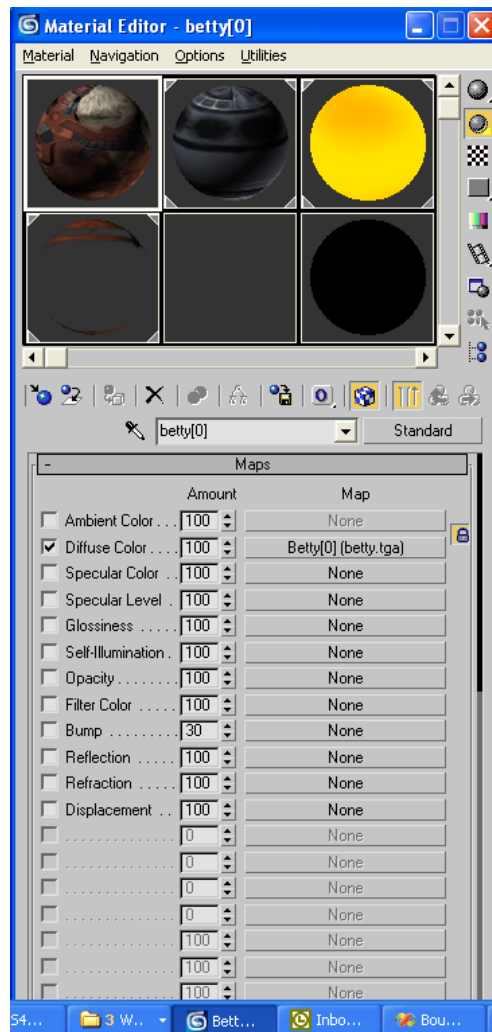 Material Editor - betty[0]
Material Navigation Options Utilities
betty[0] Standard
- Maps
Amount Map
Ambient Color . . . 100 None
Diffuse Color . . . . 100 Betty[0] (betty.tga)
Specular Color . . 100 None
Specular Level . 100 None
Glossiness . . . . . 100 None
Self-Illumination . 100 None
Opacity . . . . . . . . 100 None
Filter Color . . . . . 100 None
Bump . . . . . . . . . 30 None
Reflection . . . . . 100 None
Refraction . . . . . 100 None
Displacement . . 100 None
. . . . . . . . . . . . . . 0 None
. . . . . . . . . . . . . . 0 None
. . . . . . . . . . . . . . 0 None
. . . . . . . . . . . . . . 0 None
. . . . . . . . . . . . . . 100 None
. . . . . . . . . . . . . . 100 None
. . . . . . . . . . . . . . 100 None
S4... 3 W.. Bett... Inbo... Bou...